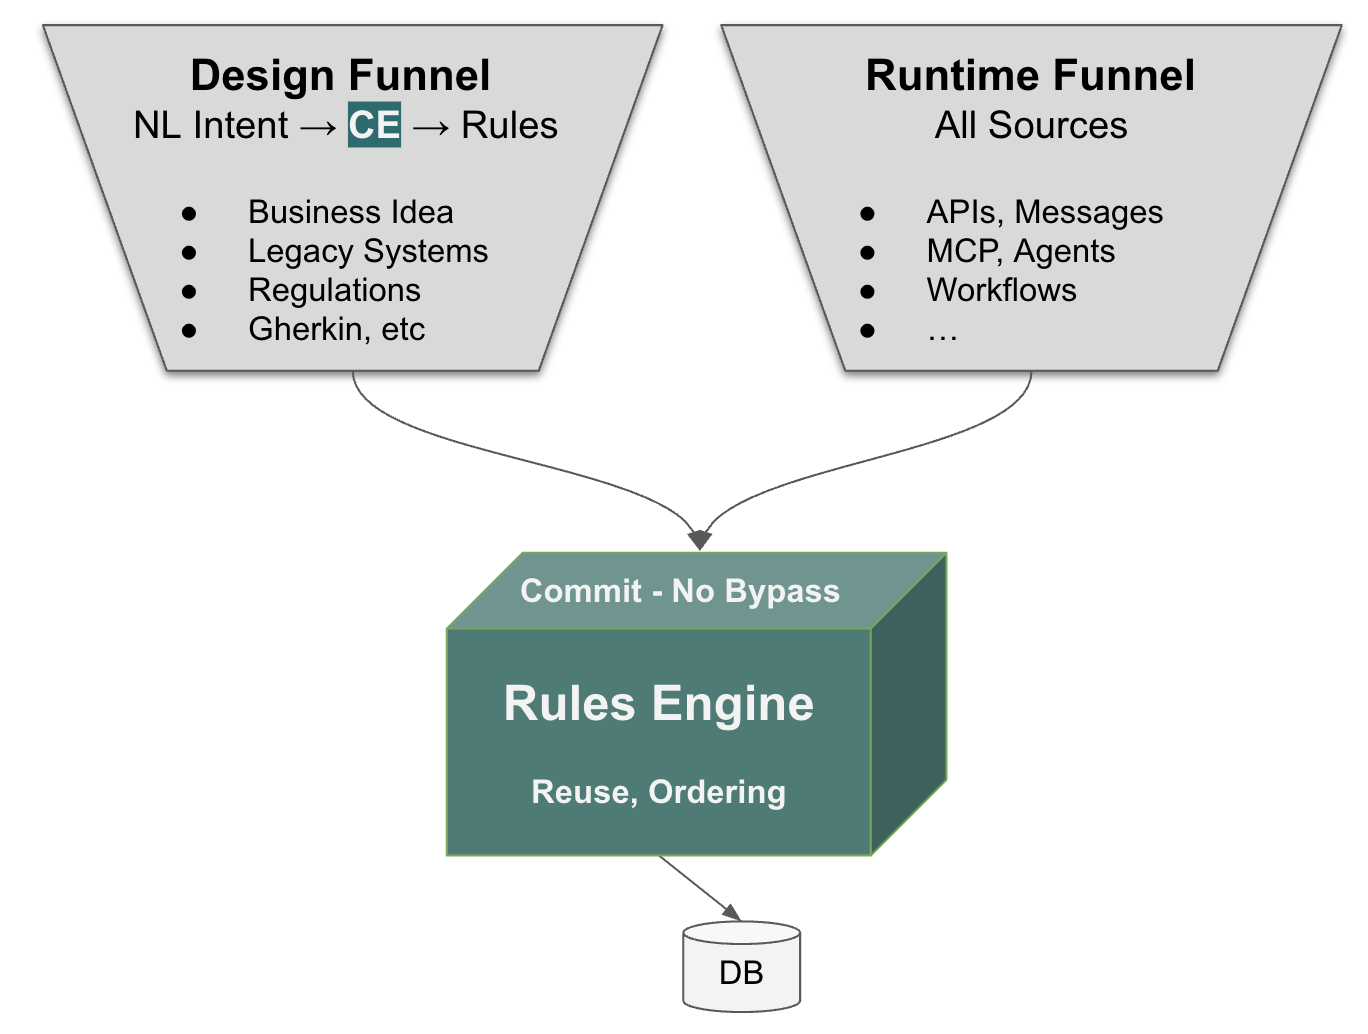 Design Funnel
NL Intent → CE → Rules
● Business Idea
● Legacy Systems
● Regulations
● Gherkin, etc
Runtime Funnel
All Sources
● APIs, Messages
● MCP, Agents
● Workflows
● …
Commit - No Bypass
Rules Engine
Reuse, Ordering
DB